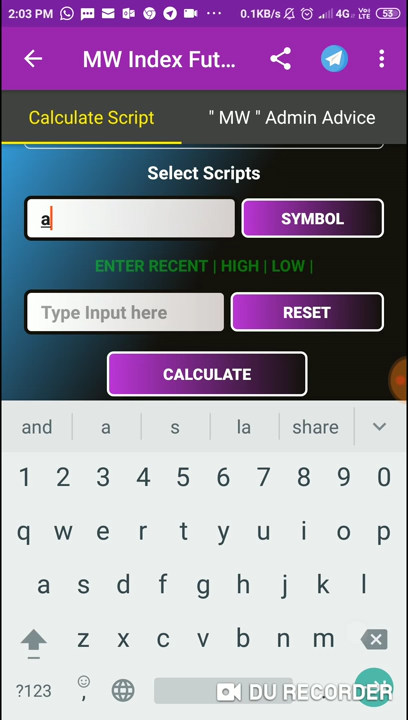 2:03 PM 0.1KB/s 4G VoLTE 53
MW Index Fut...
Calculate Script " MW " Admin Advice
Select Scripts
a SYMBOL
ENTER RECENT | HIGH | LOW |
Type Input here RESET
CALCULATE
and a s la share
1 2 3 4 5 6 7 8 9 0
q w e r t y u i o p
a s d f g h j k l
z x c v b n m
?123 , .
DU RECORDER